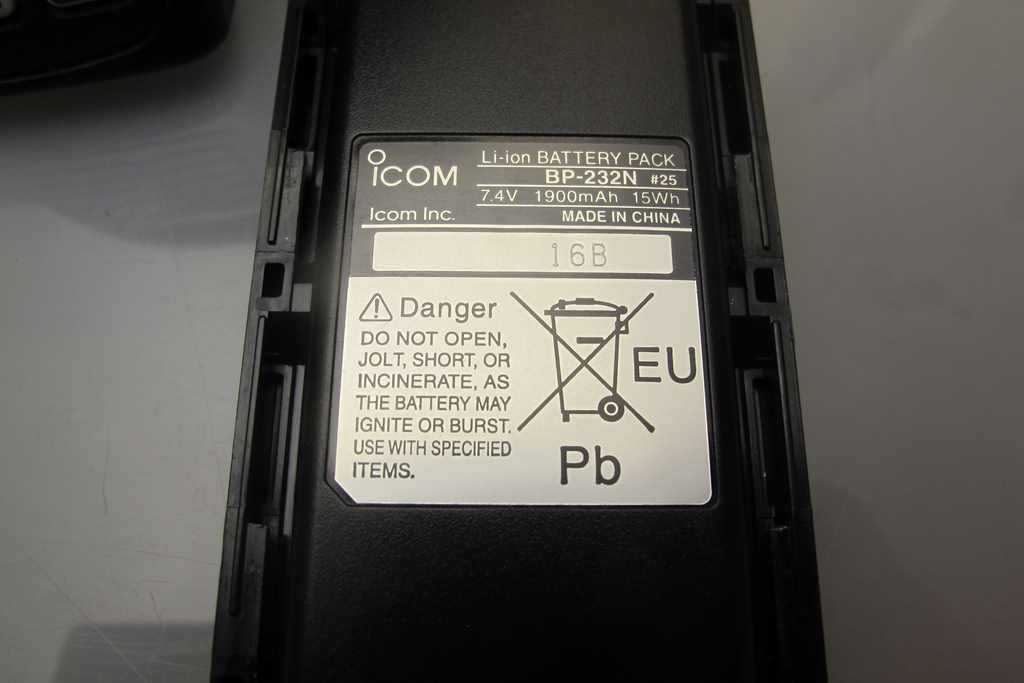 ICOM
Li-ion BATTERY PACK
BP-232N #25
7.4V 1900mAh 15Wh
Icom Inc.
MADE IN CHINA
16B
Danger
DO NOT OPEN,
JOLT, SHORT, OR
INCINERATE, AS
THE BATTERY MAY
IGNITE OR BURST.
USE WITH SPECIFIED
ITEMS.
EU
Pb